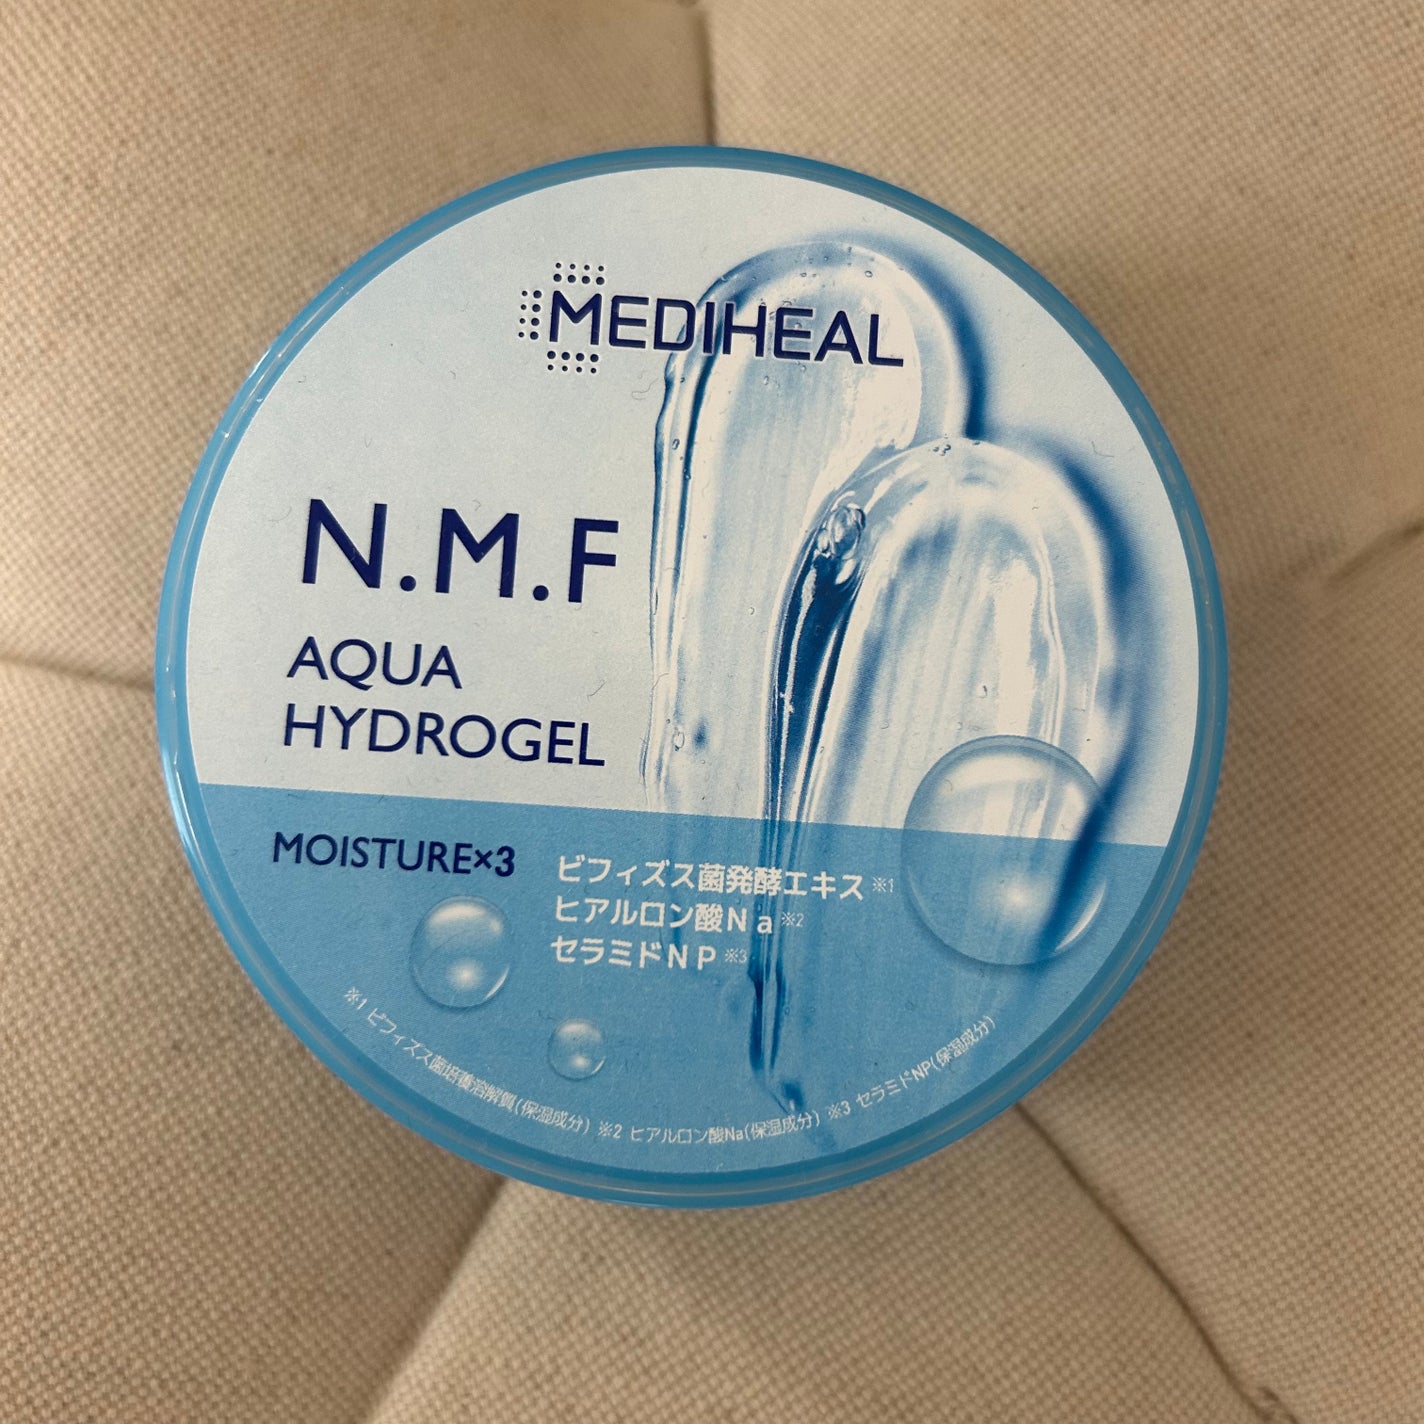 MEDIHEAL
N.M.F
AQUA
HYDROGEL
MOISTURE×3
ビフィズス菌発酵エキス※1
ヒアルロン酸Na※2
セラミドNP※3
※1 ビフィズス菌培養溶解質(保湿成分) ※2 ヒアルロン酸Na(保湿成分) ※3 セラミドNP(保湿成分)